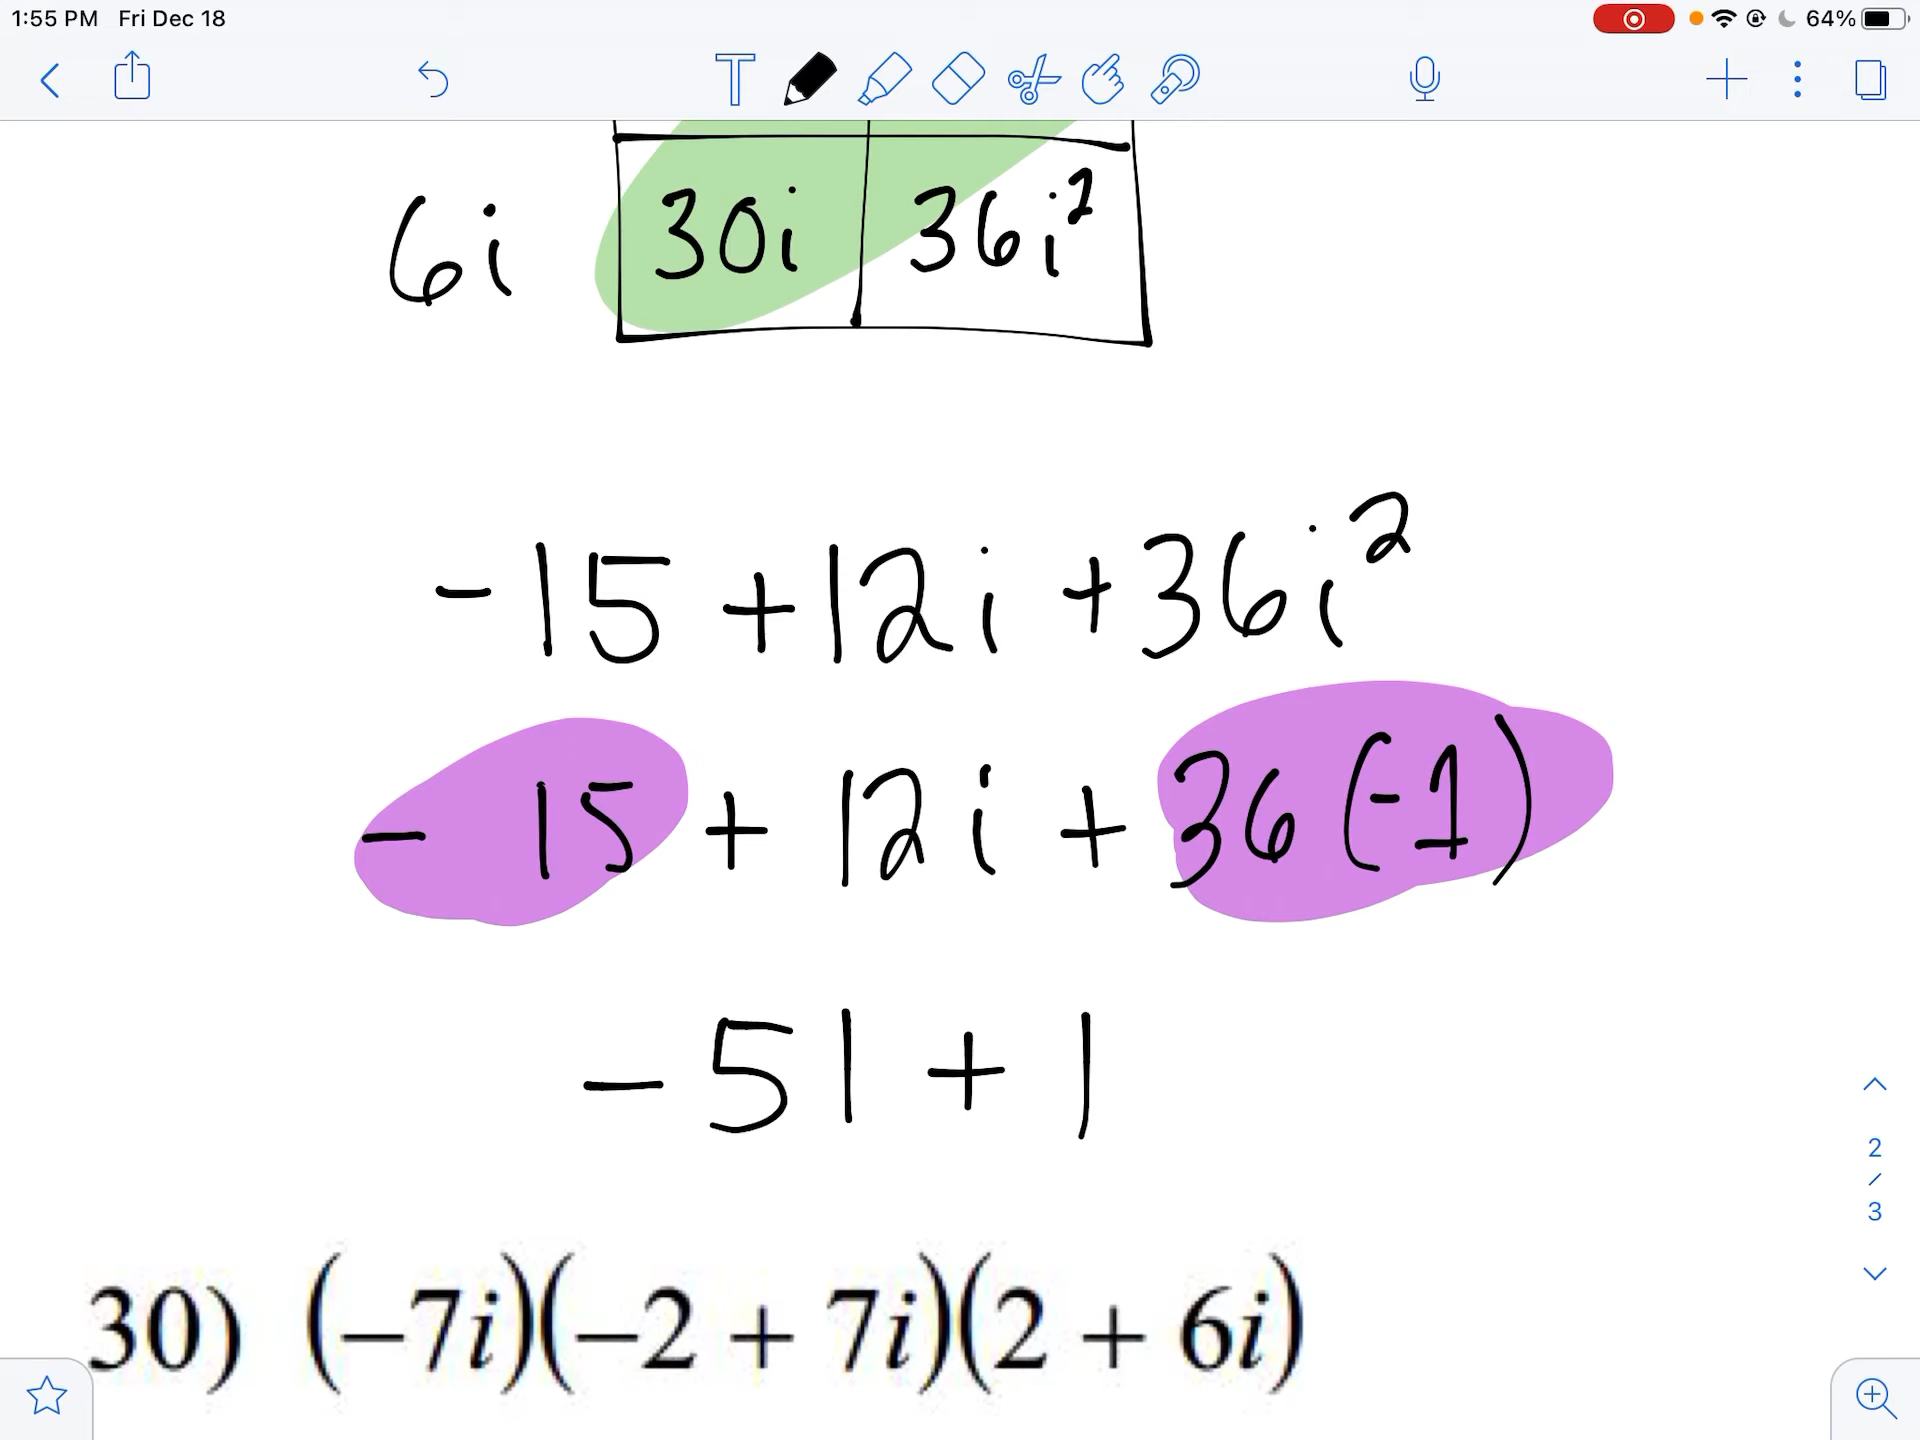 1:55 PM Fri Dec 18 64%
T
6i 30i 36i²
-15 +12i +36i²
- 15 + 12i + 36(-1)
- 51 + 1
2
/
3
30) (–7i)(–2 + 7i)(2 + 6i)